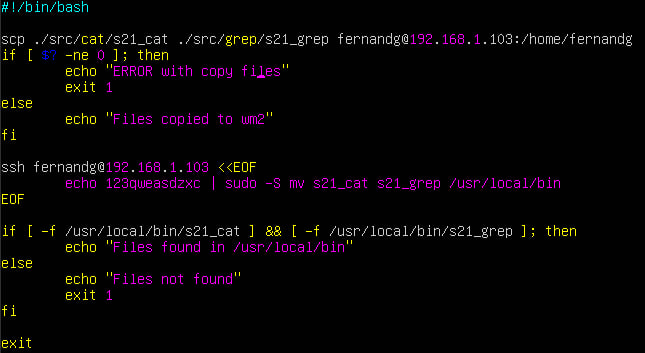 #!/bin/bash
scp ./src/cat/s21_cat ./src/grep/s21_grep fernandg@192.168.1.103:/home/fernandg
if [ $? -ne 0 ]; then
echo "ERROR with copy files"
exit 1
else
echo "Files copied to wm2"
fi
ssh fernandg@192.168.1.103 <<EOF
echo 123qweasdzxc | sudo -S mv s21_cat s21_grep /usr/local/bin
EOF
if [ -f /usr/local/bin/s21_cat ] && [ -f /usr/local/bin/s21_grep ]; then
echo "Files found in /usr/local/bin"
else
echo "Files not found"
exit 1
fi
exit